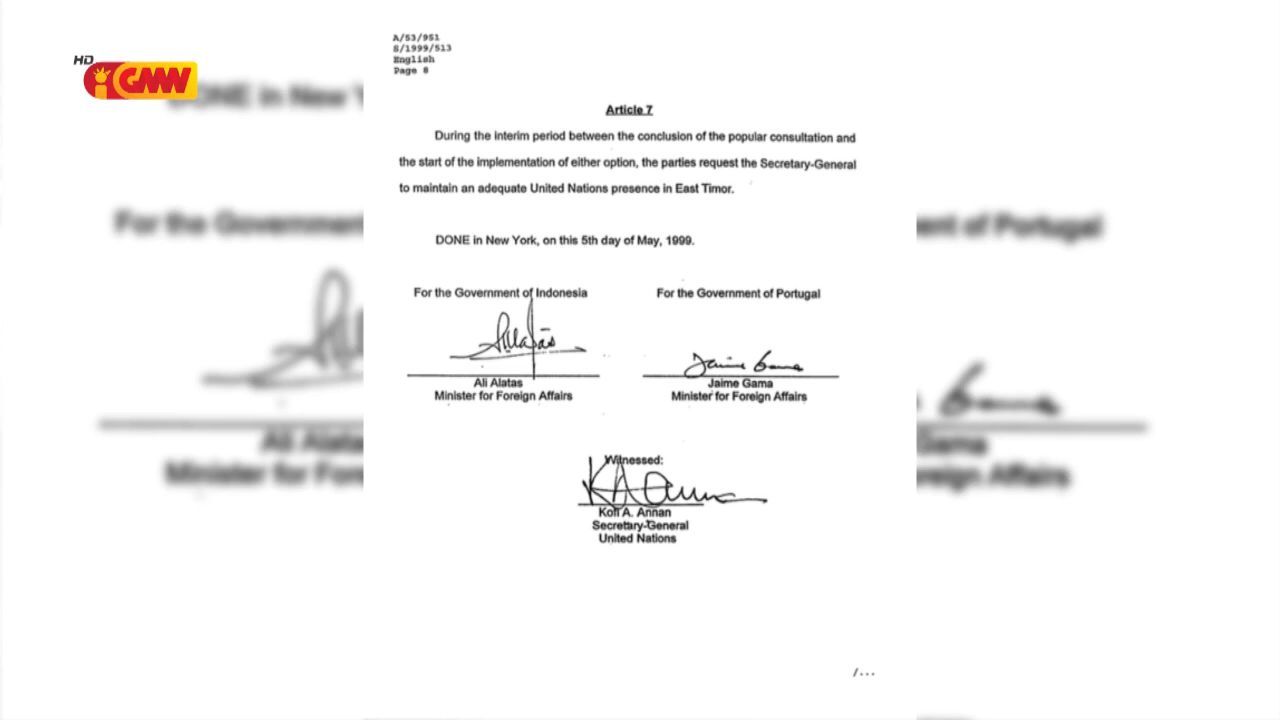 HD
GMN
A/53/951
S/1999/513
English
Page 8
Article 7
During the interim period between the conclusion of the popular consultation and
the start of the implementation of either option, the parties request the Secretary-General
to maintain an adequate United Nations presence in East Timor.
DONE in New York, on this 5th day of May, 1999.
For the Government of Indonesia
For the Government of Portugal
Ali Alatas
Minister for Foreign Affairs
Jaime Gama
Jaime Gama
Minister for Foreign Affairs
Witnessed:
Kofi A. Annan
Secretary-General
United Nations
/...